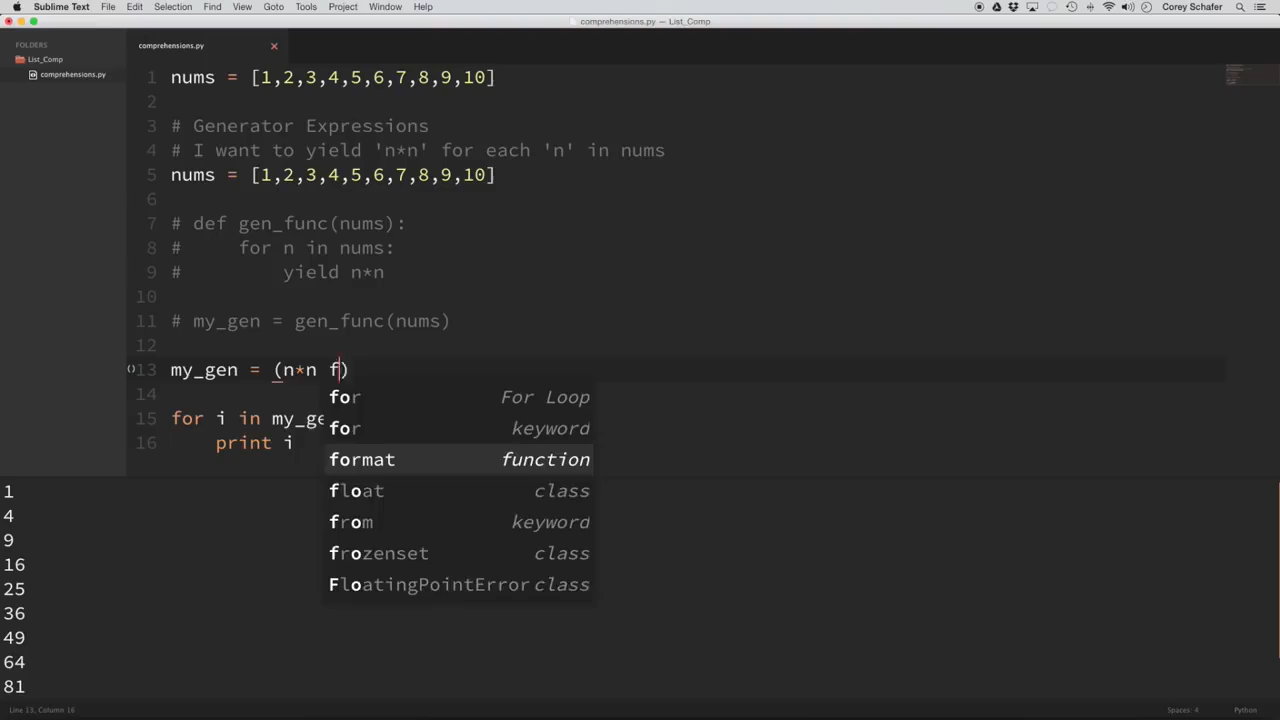 Sublime Text File Edit Selection Find View Goto Tools Project Window Help Corey Schafer
comprehensions.py — List_Comp
FOLDERS
List_Comp
comprehensions.py
comprehensions.py
1 nums = [1,2,3,4,5,6,7,8,9,10]
2
3 # Generator Expressions
4 # I want to yield 'n*n' for each 'n' in nums
5 nums = [1,2,3,4,5,6,7,8,9,10]
6
7 # def gen_func(nums):
8 #     for n in nums:
9 #         yield n*n
10
11 # my_gen = gen_func(nums)
12
13 my_gen = (n*n f)
14
15 for i in my_ge
16     print i
for For Loop
for keyword
format function
float class
from keyword
frozenset class
FloatingPointError class
1
4
9
16
25
36
49
64
81
Line 13, Column 16 Spaces: 4 Python